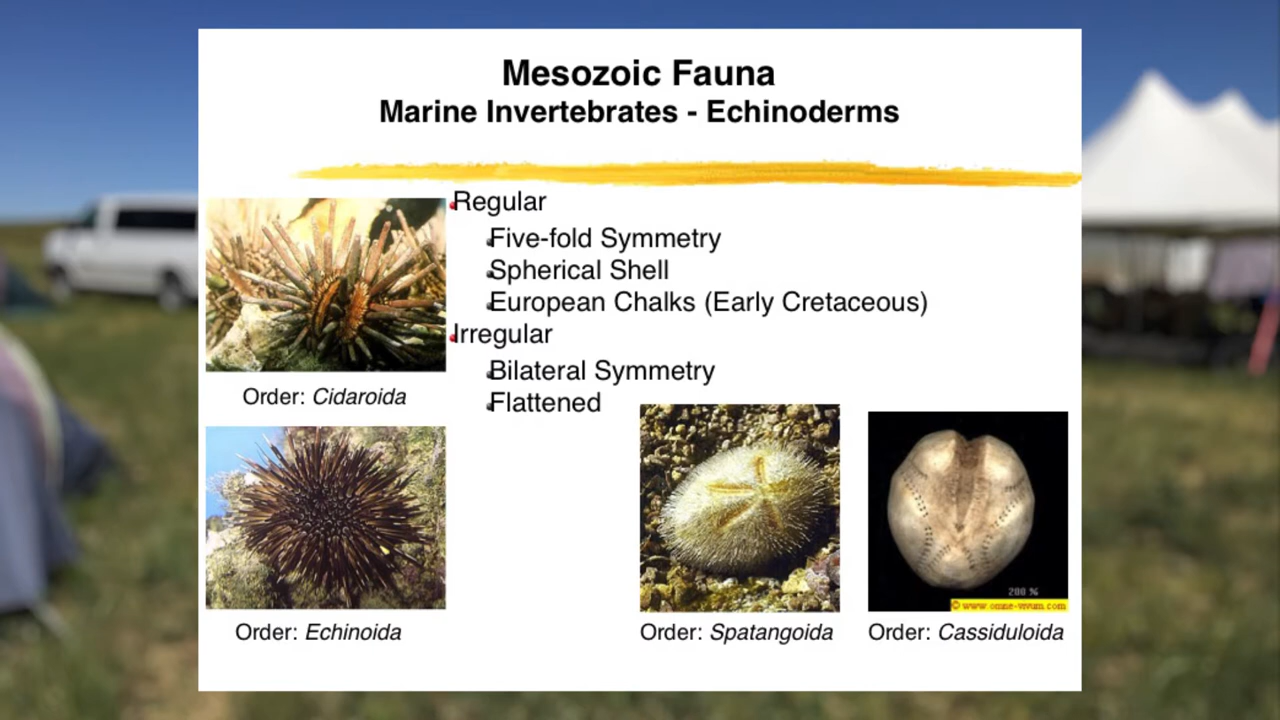 Mesozoic Fauna
Marine Invertebrates - Echinoderms
Regular
Five-fold Symmetry
Spherical Shell
European Chalks (Early Cretaceous)
Irregular
Bilateral Symmetry
Flattened
Order: Cidaroida
Order: Echinoida
200 %
© www.omne-vivum.com
Order: Spatangoida
Order: Cassiduloida